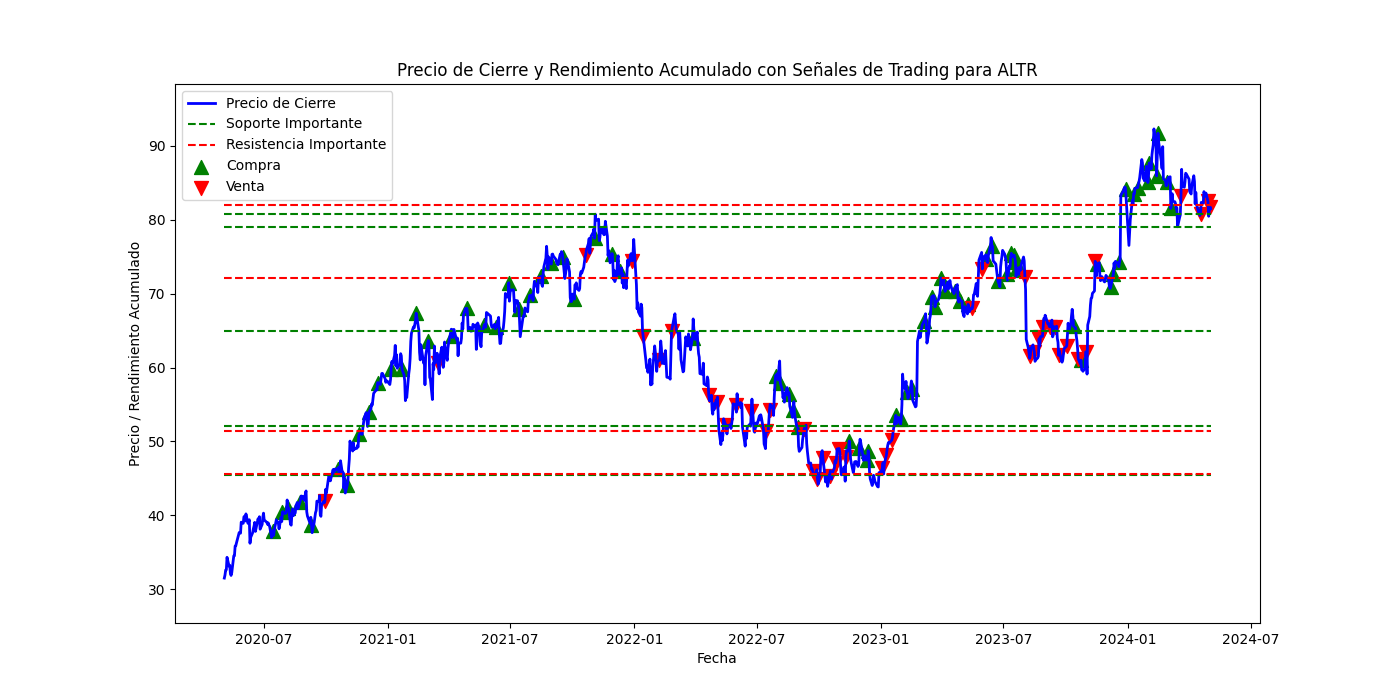 Precio de Cierre y Rendimiento Acumulado con Señales de Trading para ALTR
Precio de Cierre
Soporte Importante
Resistencia Importante
Compra
Venta
Precio / Rendimiento Acumulado
90
80
70
60
50
40
30
2020-07
2021-01
2021-07
2022-01
2022-07
2023-01
2023-07
2024-01
2024-07
Fecha